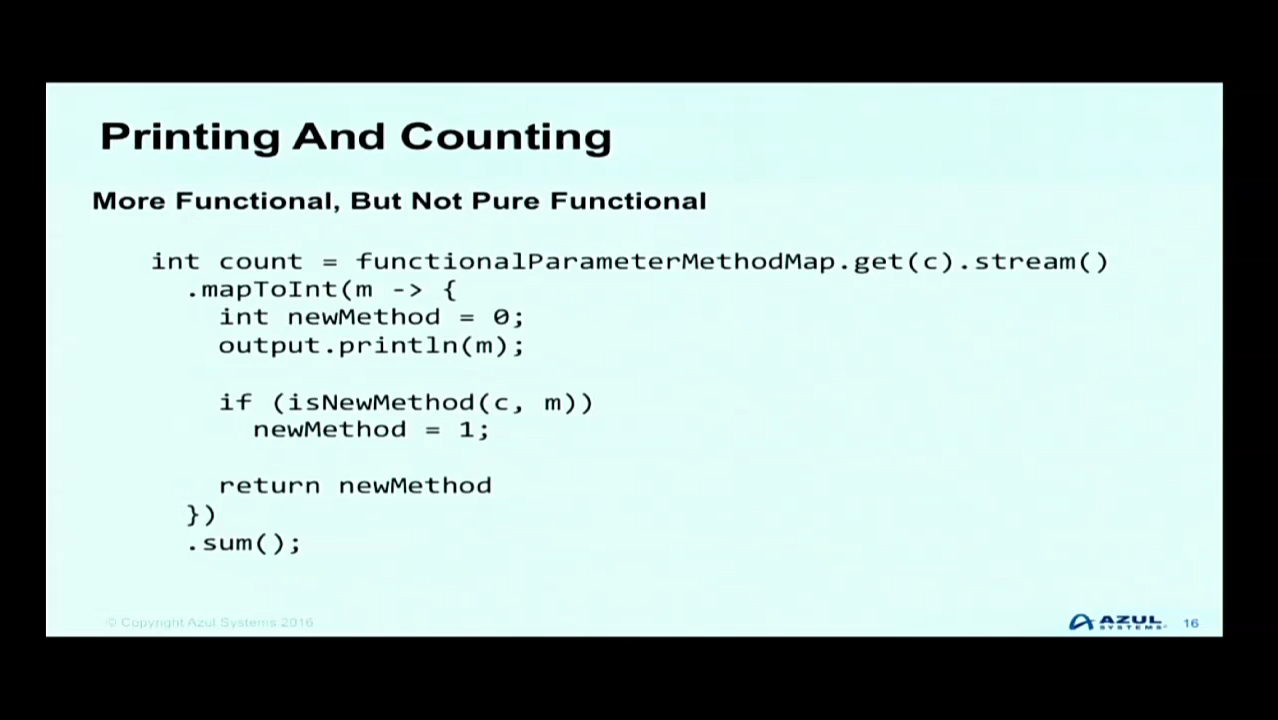 Printing And Counting
More Functional, But Not Pure Functional
int count = functionalParameterMethodMap.get(c).stream()
.mapToInt(m -> {
int newMethod = 0;
output.println(m);
if (isNewMethod(c, m))
newMethod = 1;
return newMethod
})
.sum();
© Copyright Azul Systems 2016
AZUL
SYSTEMS
16